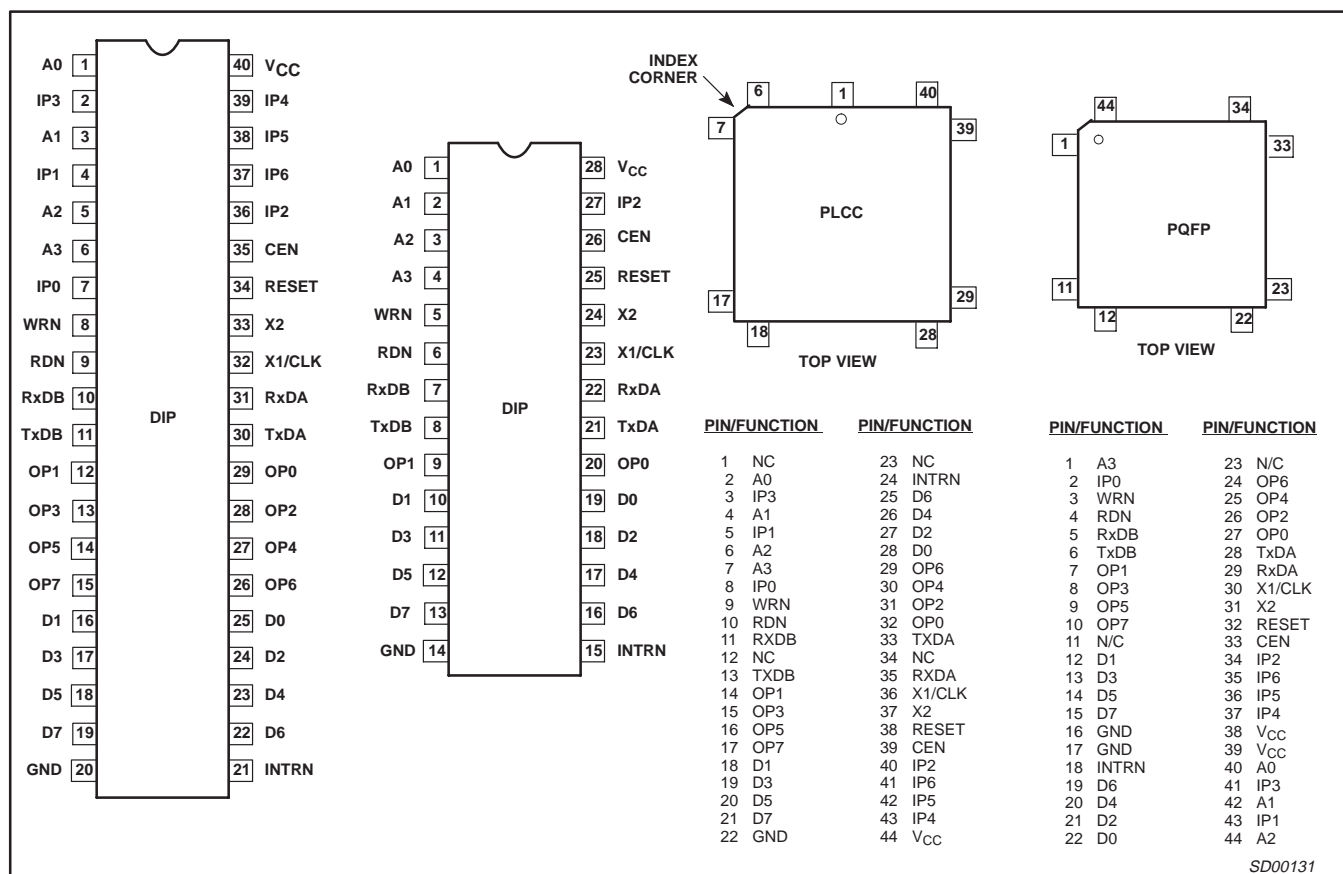 A0 1 40 VCC
IP3 2 39 IP4
A1 3 38 IP5
IP1 4 37 IP6
A2 5 36 IP2
A3 6 35 CEN
IP0 7 34 RESET
WRN 8 33 X2
RDN 9 32 X1/CLK
RxDB 10 31 RxDA
TxDB 11 30 TxDA
DIP
OP1 12 29 OP0
OP3 13 28 OP2
OP5 14 27 OP4
OP7 15 26 OP6
D1 16 25 D0
D3 17 24 D2
D5 18 23 D4
D7 19 22 D6
GND 20 21 INTRN
A0 1 28 VCC
A1 2 27 IP2
A2 3 26 CEN
A3 4 25 RESET
WRN 5 24 X2
RDN 6 23 X1/CLK
RxDB 7 22 RxDA
DIP
TxDB 8 21 TxDA
OP1 9 20 OP0
D1 10 19 D0
D3 11 18 D2
D5 12 17 D4
D7 13 16 D6
GND 14 15 INTRN
INDEX
CORNER
6 1 40
7 39
PLCC
17 29
18 28
TOP VIEW
44 34
1 33
PQFP
11 23
12 22
TOP VIEW
PIN/FUNCTION PIN/FUNCTION
1 NC 23 NC
2 A0 24 INTRN
3 IP3 25 D6
4 A1 26 D4
5 IP1 27 D2
6 A2 28 D0
7 A3 29 OP6
8 IP0 30 OP4
9 WRN 31 OP2
10 RDN 32 OP0
11 RXDB 33 TXDA
12 NC 34 NC
13 TXDB 35 RXDA
14 OP1 36 X1/CLK
15 OP3 37 X2
16 OP5 38 RESET
17 OP7 39 CEN
18 D1 40 IP2
19 D3 41 IP6
20 D5 42 IP5
21 D7 43 IP4
22 GND 44 VCC
PIN/FUNCTION PIN/FUNCTION
1 A3 23 N/C
2 IP0 24 OP6
3 WRN 25 OP4
4 RDN 26 OP2
5 RxDB 27 OP0
6 TxDB 28 TxDA
7 OP1 29 RxDA
8 OP3 30 X1/CLK
9 OP5 31 X2
10 OP7 32 RESET
11 N/C 33 CEN
12 D1 34 IP2
13 D3 35 IP6
14 D5 36 IP5
15 D7 37 IP4
16 GND 38 VCC
17 GND 39 VCC
18 INTRN 40 A0
19 D6 41 IP3
20 D4 42 A1
21 D2 43 IP1
22 D0 44 A2
SD00131